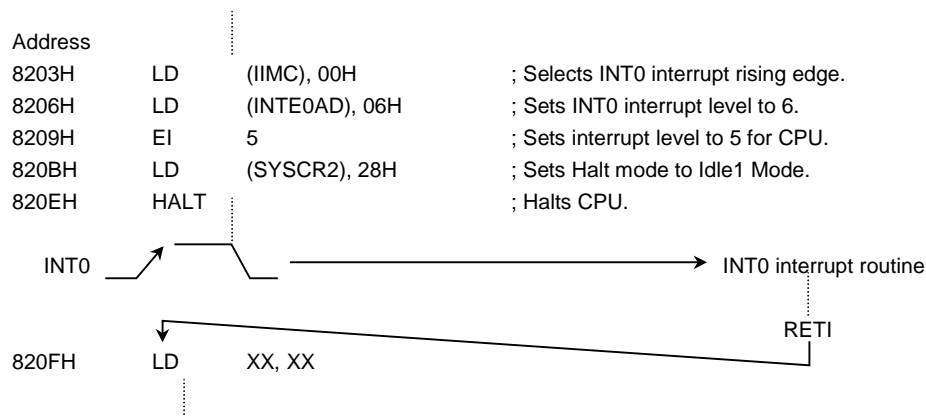 Address
8203H LD (IIMC), 00H ; Selects INT0 interrupt rising edge.
8206H LD (INTE0AD), 06H ; Sets INT0 interrupt level to 6.
8209H EI 5 ; Sets interrupt level to 5 for CPU.
820BH LD (SYSCR2), 28H ; Sets Halt mode to Idle1 Mode.
820EH HALT ; Halts CPU.
INT0 INT0 interrupt routine
RETI
820FH LD XX, XX